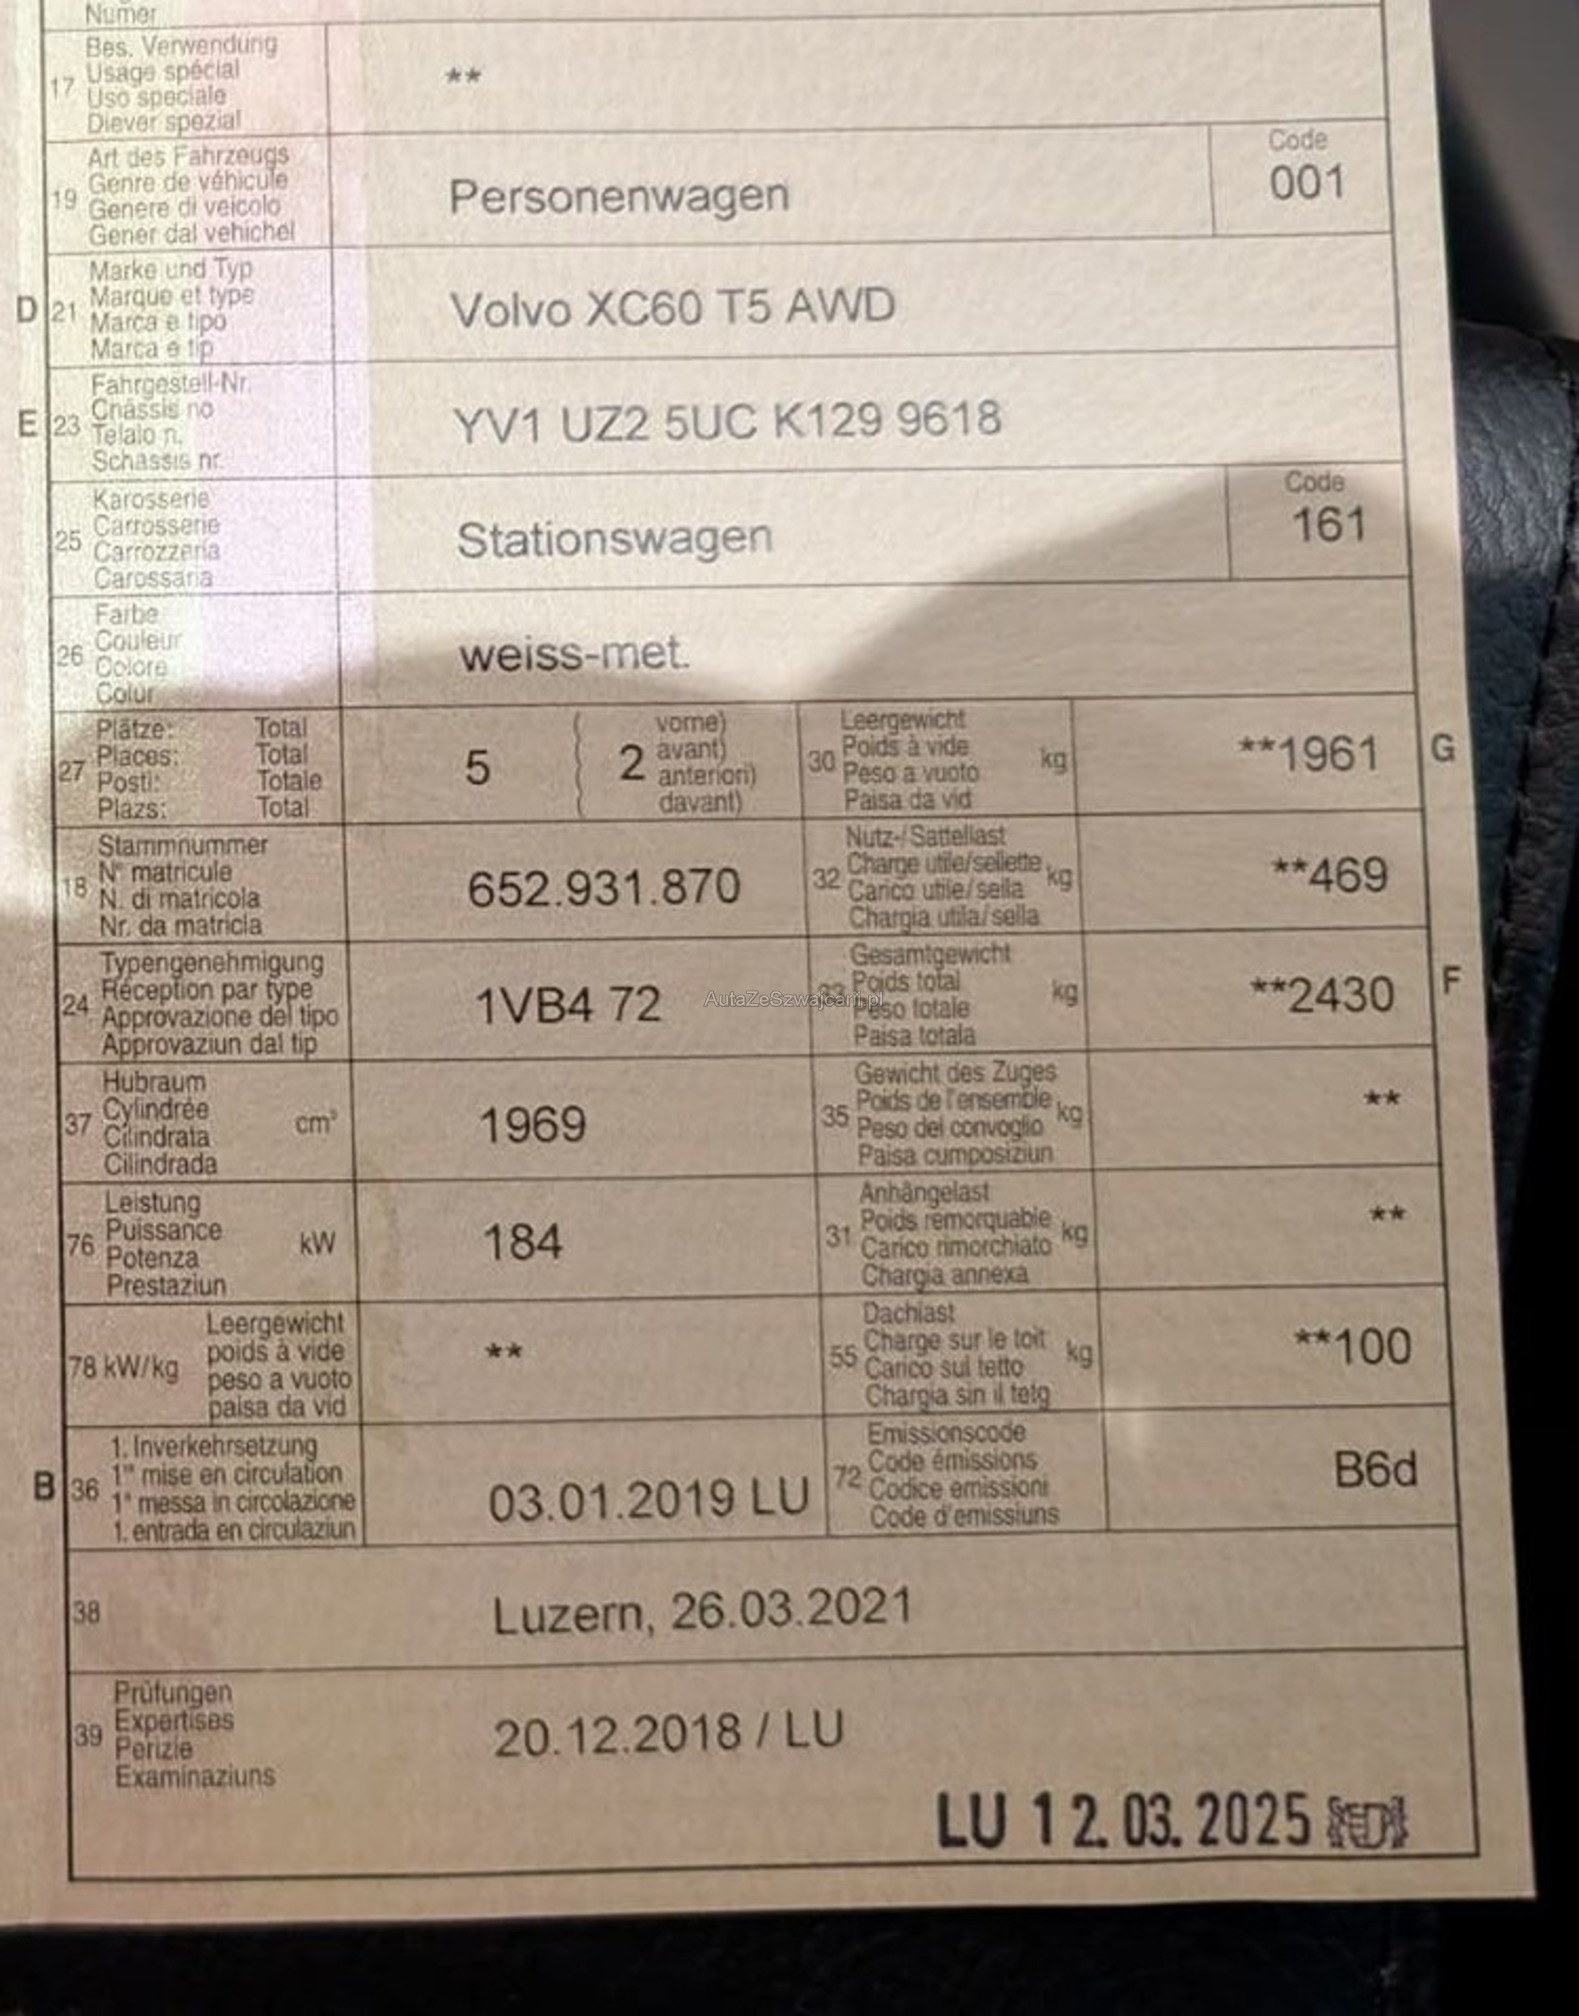 Numer
17 Bes. Verwendung
Usage spécial
Uso speciale
Diever spezial
**
19 Art des Fahrzeugs
Genre de véhicule
Genere di veicolo
Gener dal vehichel
Personenwagen
Code
001
D 21 Marke und Typ
Marque et type
Marca e tipo
Marca e tip
Volvo XC60 T5 AWD
E 23 Fahrgestell-Nr.
Châssis no
Telaio n.
Schassis nr.
YV1 UZ2 5UC K129 9618
25 Karosserie
Carrosserie
Carrozzeria
Carossaria
Stationswagen
Code
161
26 Farbe
Couleur
Colore
Colur
weiss-met.
27 Plätze: Total
Places: Total
Posti: Totale
Plazs: Total
5 ( 2 vorne)
avant)
anteriori)
davant)
30 Leergewicht
Poids à vide kg
Peso a vuoto
Paisa da vid
**1961 G
18 Stammnummer
N° matricule
N. di matricola
Nr. da matricla
652.931.870
32 Nutz-/Sattellast
Charge utile/sellette kg
Carico utile/sella
Chargia utila/sella
**469
24 Typengenehmigung
Réception par type
Approvazione del tipo
Approvaziun dal tip
1VB4 72
AutaZeSzwajcarii.pl
33 Gesamtgewicht
Poids total kg
Peso totale
Paisa totala
**2430 F
37 Hubraum
Cylindrée cm³
Cilindrata
Cilindrada
1969
35 Gewicht des Zuges
Poids de l'ensemble kg
Peso del convoglio
Paisa cumposiziun
**
76 Leistung
Puissance kW
Potenza
Prestaziun
184
31 Anhängelast
Poids remorquable kg
Carico rimorchiato
Chargia annexa
**
78 kW/kg Leergewicht
poids à vide
peso a vuoto
paisa da vid
**
55 Dachlast
Charge sur le toit kg
Carico sul tetto
Chargia sin il tetg
**100
B 36 1. Inverkehrsetzung
1re mise en circulation
1a messa in circolazione
1. entrada en circulaziun
03.01.2019 LU
72 Emissionscode
Code émissions
Codice emissioni
Code d'emissiuns
B6d
38 Luzern, 26.03.2021
39 Prüfungen
Expertises
Perizie
Examinaziuns
20.12.2018 / LU
LU 12.03.2025